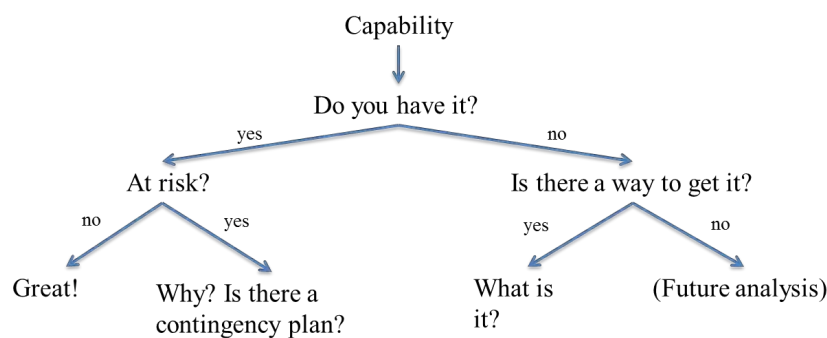 Capability
Do you have it?
yes
no
At risk?
Is there a way to get it?
no
yes
yes
no
Great!
Why? Is there a
contingency plan?
What is
it?
(Future analysis)